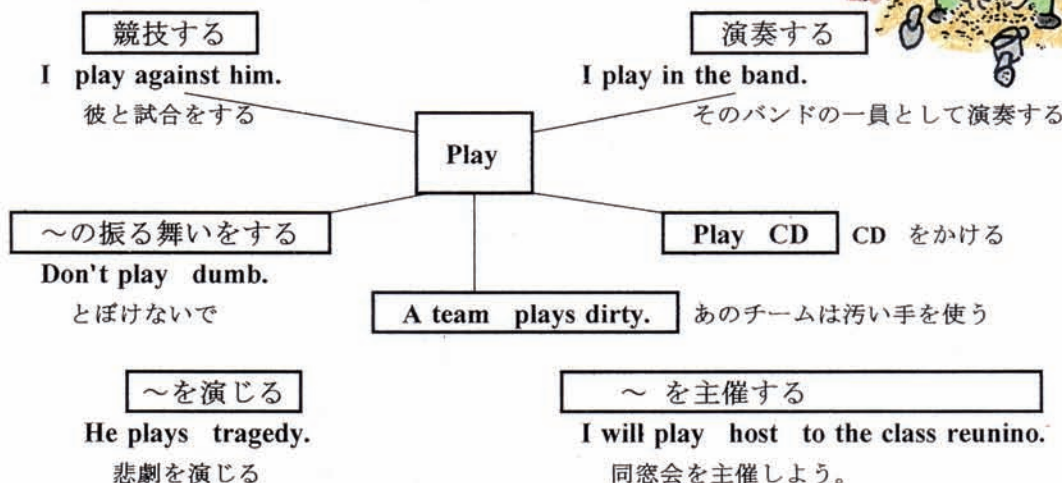 競技する
I play against him.
彼と試合をする
演奏する
I play in the band.
そのバンドの一員として演奏する
Play
～の振る舞いをする
Don't play dumb.
とぼけないで
Play CD CD をかける
A team plays dirty. あのチームは汚い手を使う
～を演じる
He plays tragedy.
悲劇を演じる
～ を主催する
I will play host to the class reunino.
同窓会を主催しよう。